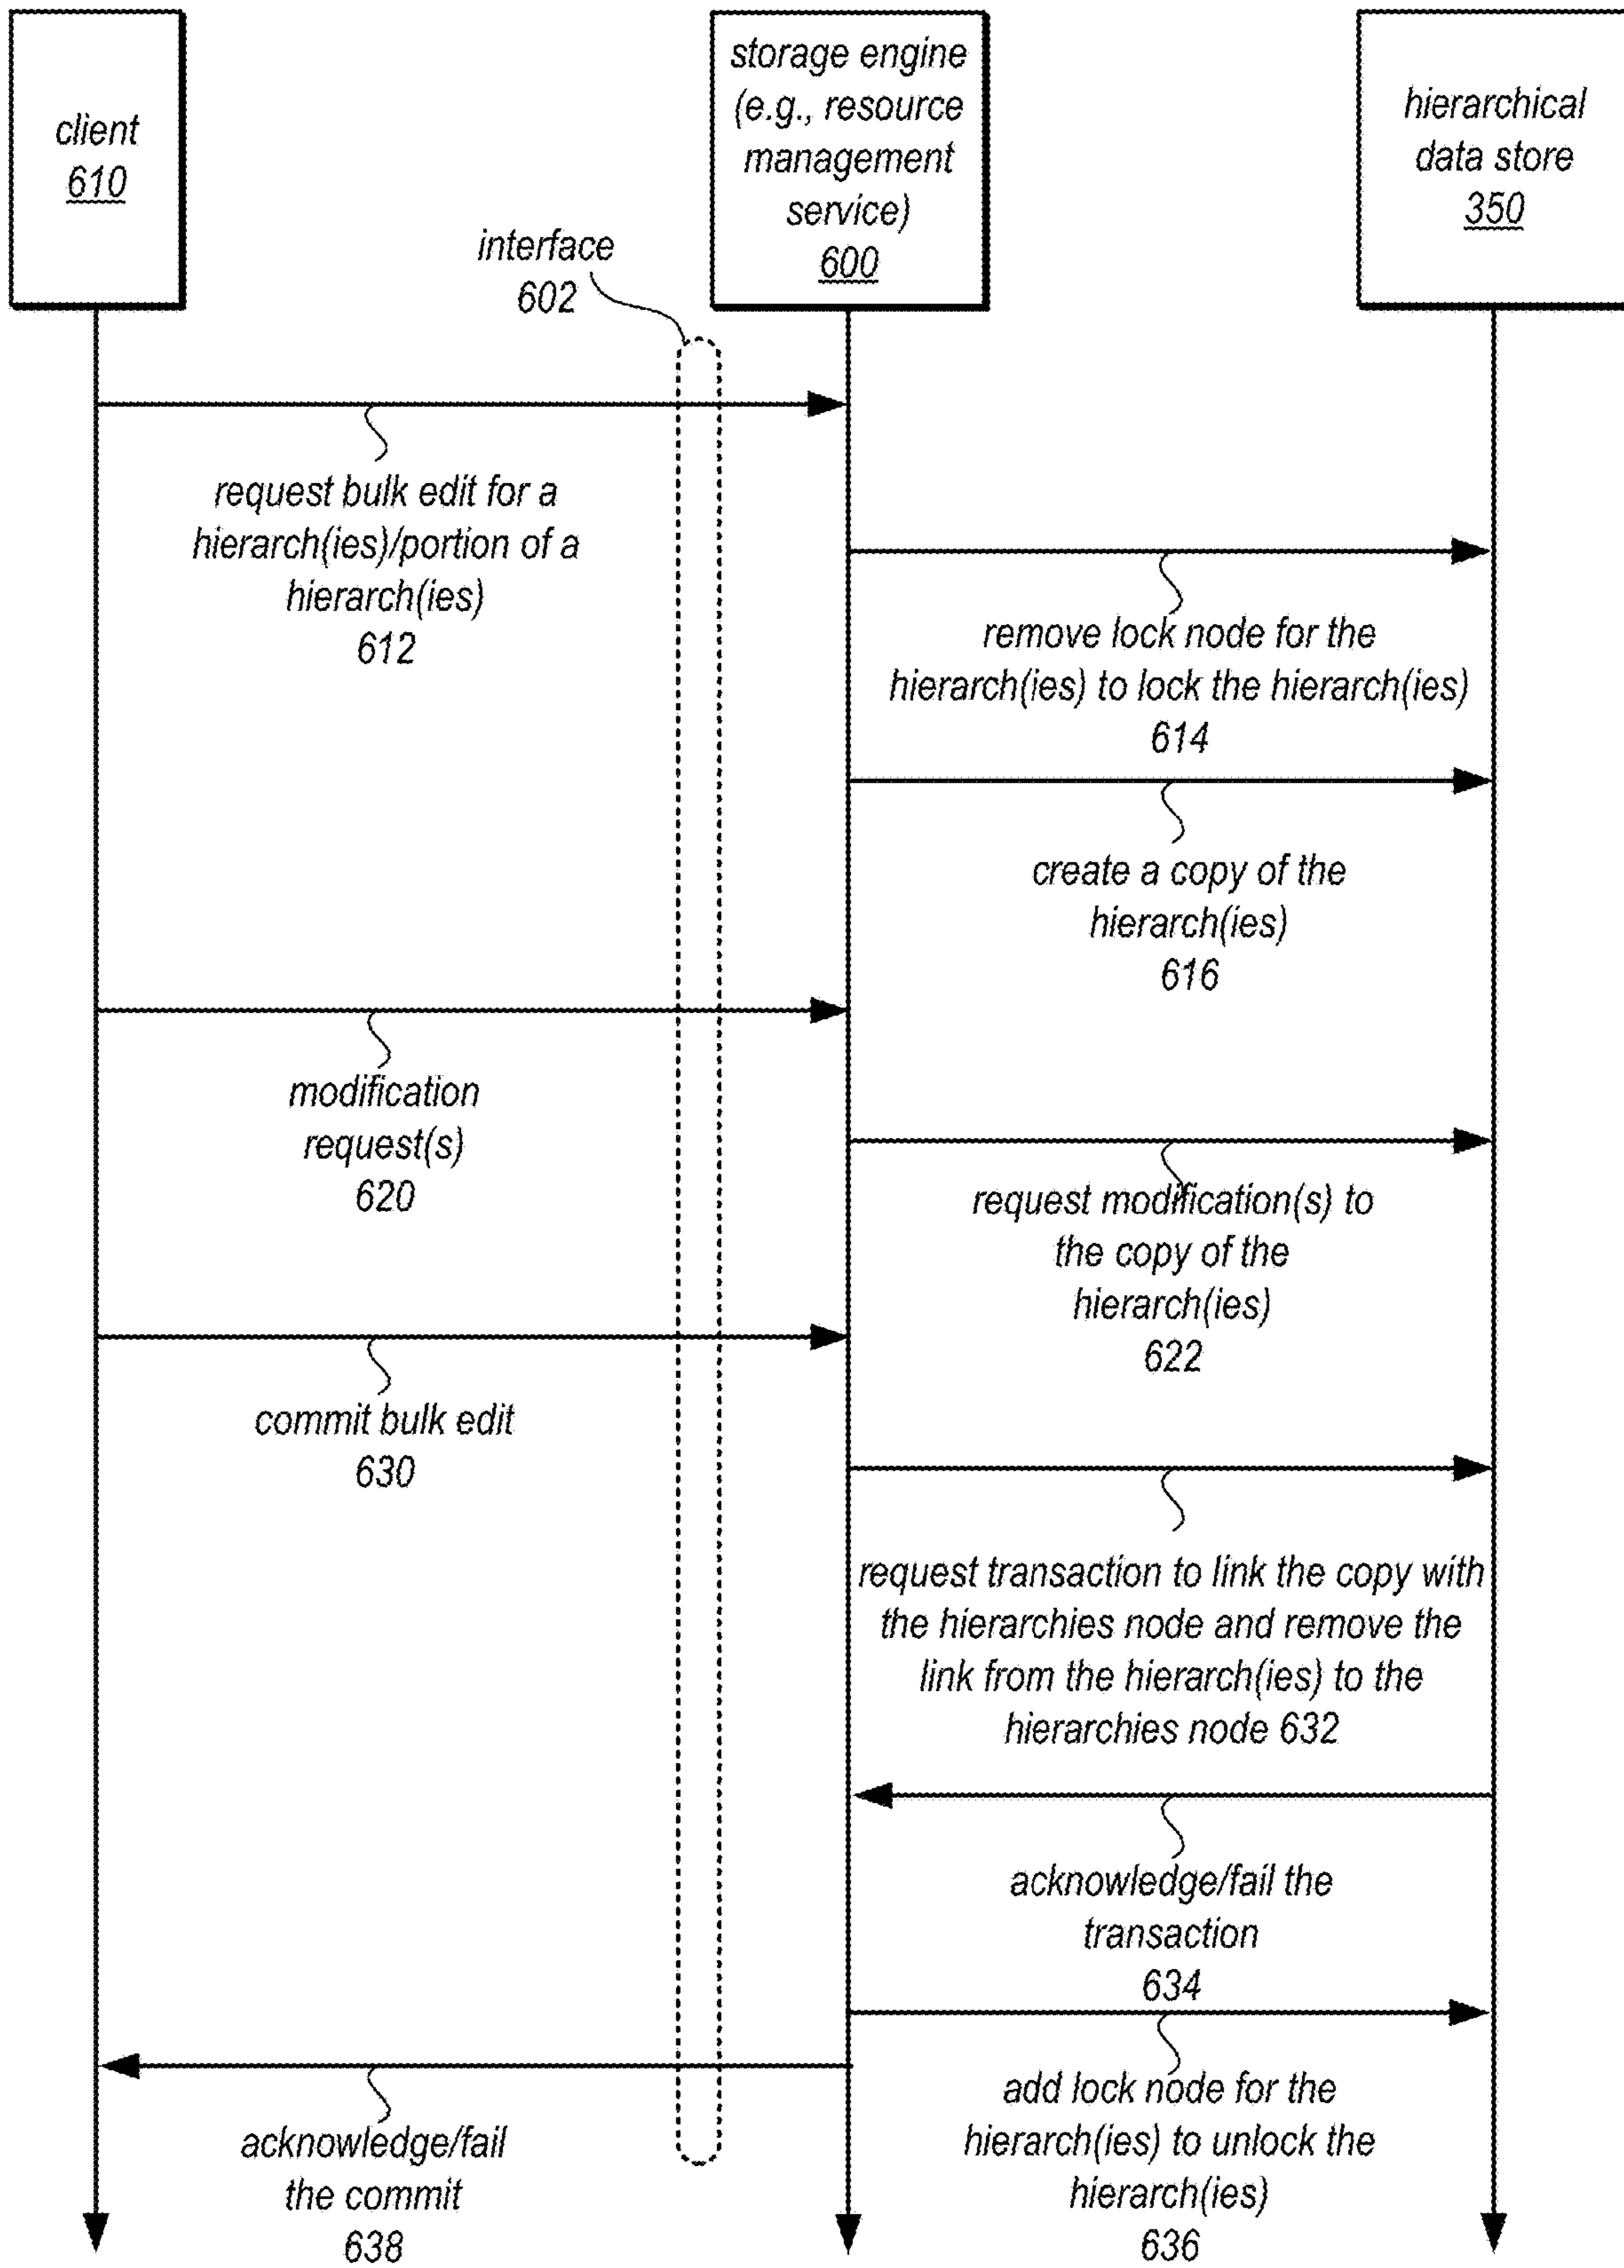 client
610
storage engine
(e.g., resource
management
service)
600
hierarchical
data store
350
interface
602
request bulk edit for a
hierarch(ies)/portion of a
hierarch(ies)
612
remove lock node for the
hierarch(ies) to lock the hierarch(ies)
614
create a copy of the
hierarch(ies)
616
modification
request(s)
620
request modification(s) to
the copy of the
hierarch(ies)
622
commit bulk edit
630
request transaction to link the copy with
the hierarchies node and remove the
link from the hierarch(ies) to the
hierarchies node 632
acknowledge/fail the
transaction
634
add lock node for the
hierarch(ies) to unlock the
hierarch(ies)
636
acknowledge/fail
the commit
638